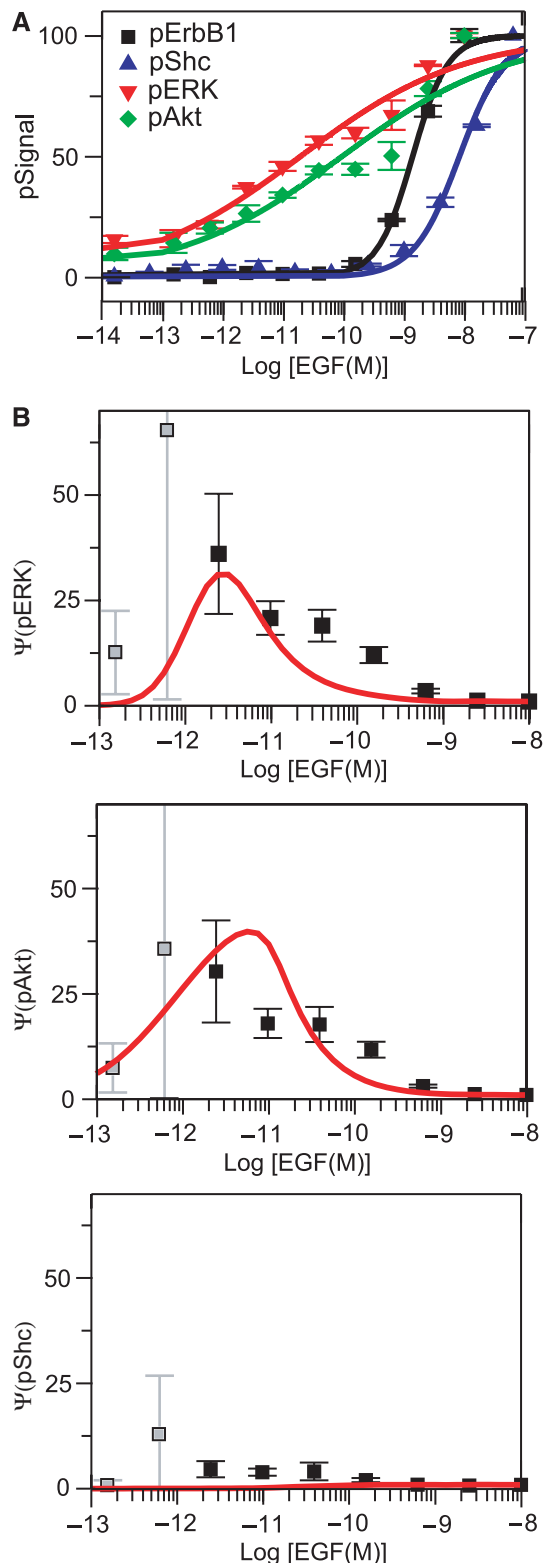 A
pErbB1
pShc
pERK
pAkt
100
50
0
pSignal
−14 −13 −12 −11 −10 −9 −8 −7
Log [EGF(M)]
B
50
25
0
Ψ(pERK)
−13 −12 −11 −10 −9 −8
Log [EGF(M)]
50
25
0
Ψ(pAkt)
−13 −12 −11 −10 −9 −8
Log [EGF(M)]
50
25
0
Ψ(pShc)
−13 −12 −11 −10 −9 −8
Log [EGF(M)]